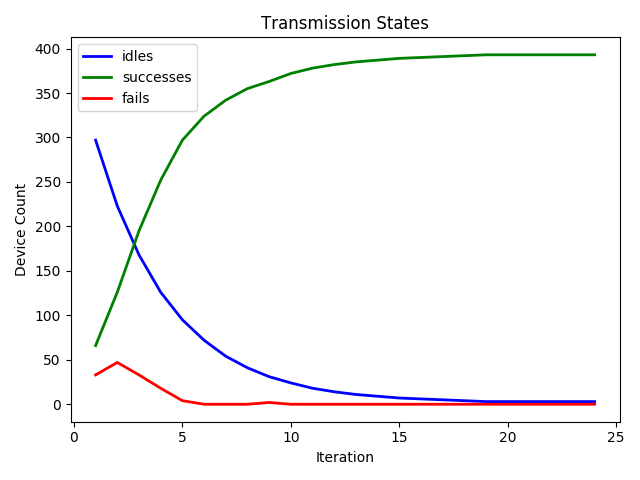 Transmission States
idles
successes
fails
Device Count
400
350
300
250
200
150
100
50
0
0 5 10 15 20 25
Iteration